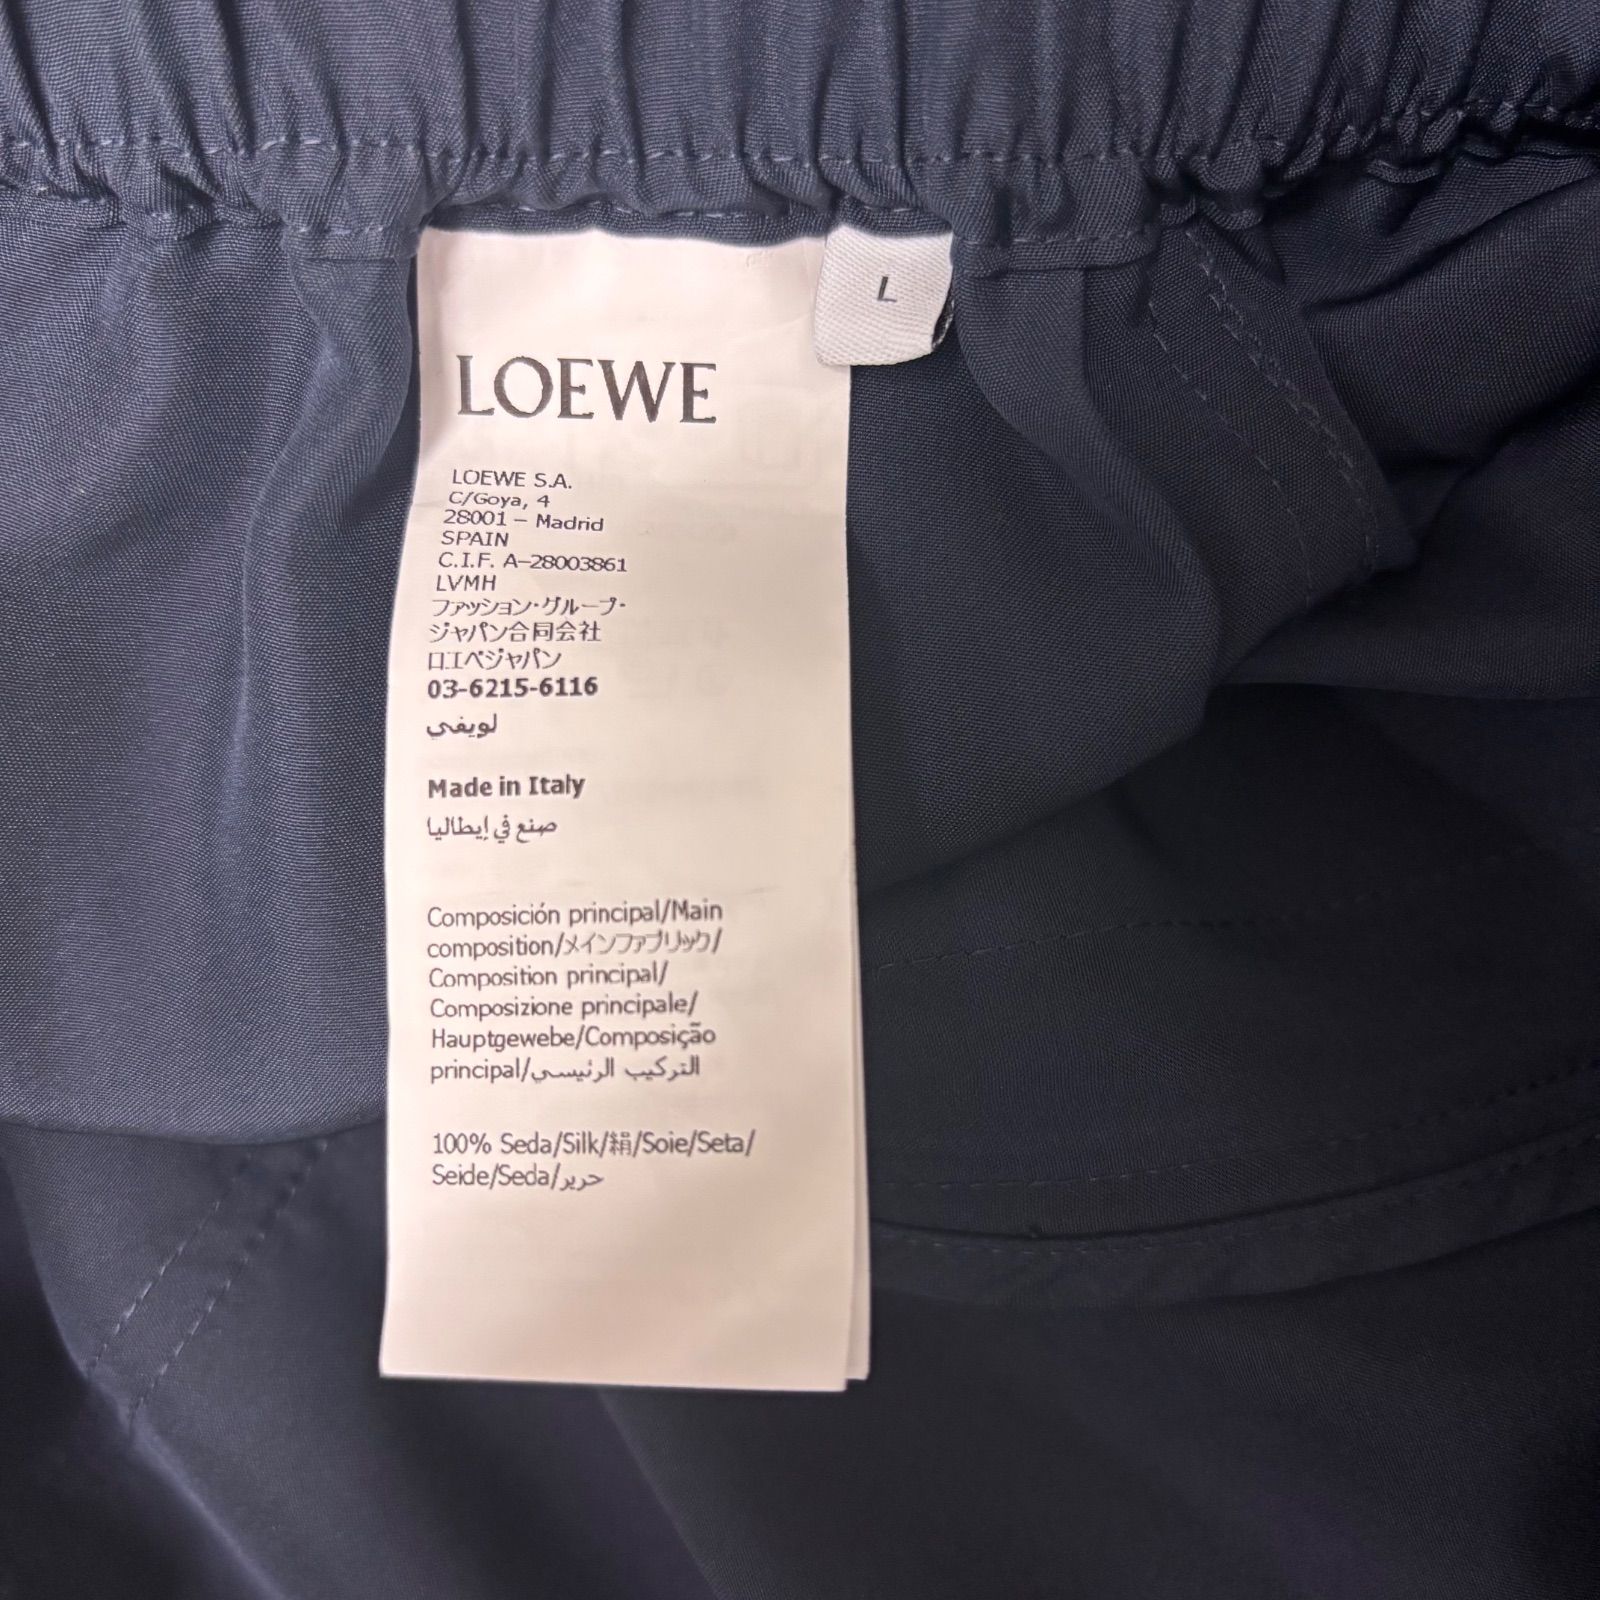 L
LOEWE
LOEWE S.A.
C/Goya, 4
28001 – Madrid
SPAIN
C.I.F. A-28003861
LVMH
ファッション・グループ・
ジャパン合同会社
ロエベジャパン
03-6215-6116
لويفي
Made in Italy
صنع في إيطاليا
Composición principal/Main
composition/メインファブリック/
Composition principal/
Composizione principale/
Hauptgewebe/Composição
principal/التركيب الرئيسي
100% Seda/Silk/絹/Soie/Seta/
Seide/Seda/حرير